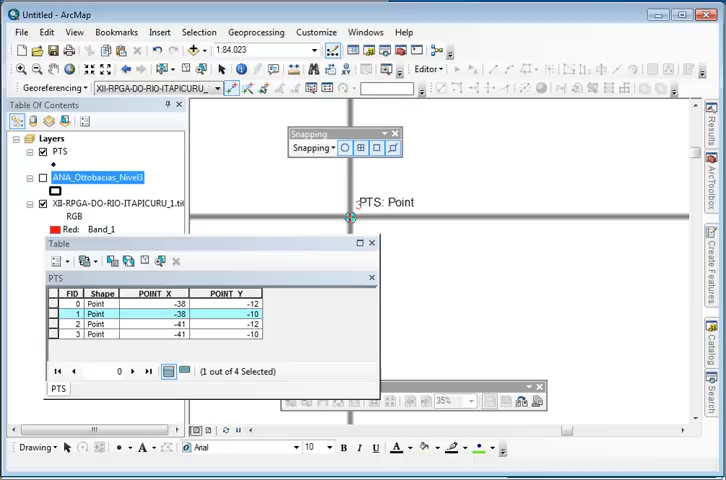 Untitled - ArcMap
File Edit View Bookmarks Insert Selection Geoprocessing Customize Windows Help
1:84.023
Editor
Georeferencing XII-RPGA-DO-RIO-ITAPICURU_
Table Of Contents
Layers
PTS
ANA_Ottobacias_Nivel3
XII-RPGA-DO-RIO-ITAPICURU_1.tif
RGB
Red: Band_1
Snapping
Snapping
3
PTS: Point
Table
PTS
FID Shape POINT_X POINT_Y
0 Point -38 -12
1 Point -38 -10
2 Point -41 -12
3 Point -41 -10
0 (1 out of 4 Selected)
PTS
35%
Results
ArcToolbox
Create Features
Catalog
Search
Drawing Arial 10 B I U A